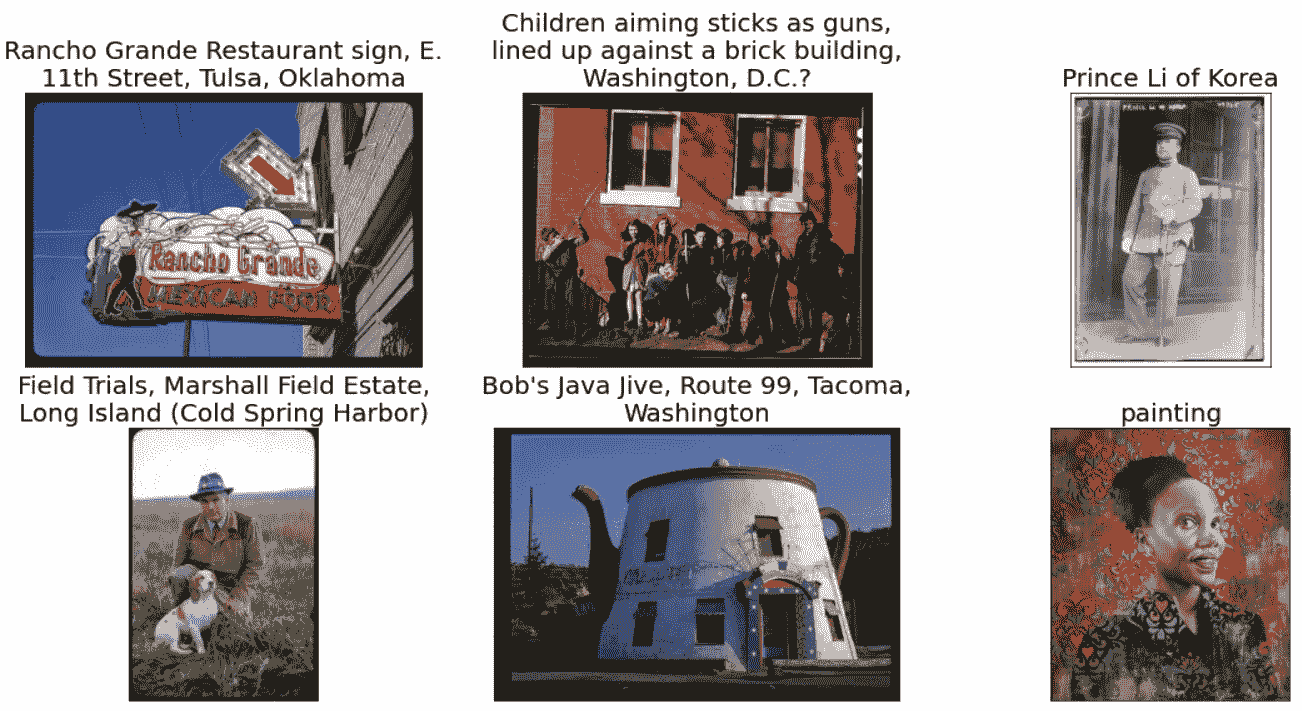 Rancho Grande Restaurant sign, E.
11th Street, Tulsa, Oklahoma
Rancho Grande
MEXICAN FOOD
Children aiming sticks as guns,
lined up against a brick building,
Washington, D.C.?
Prince Li of Korea
Field Trials, Marshall Field Estate,
Long Island (Cold Spring Harbor)
Bob's Java Jive, Route 99, Tacoma,
Washington
painting